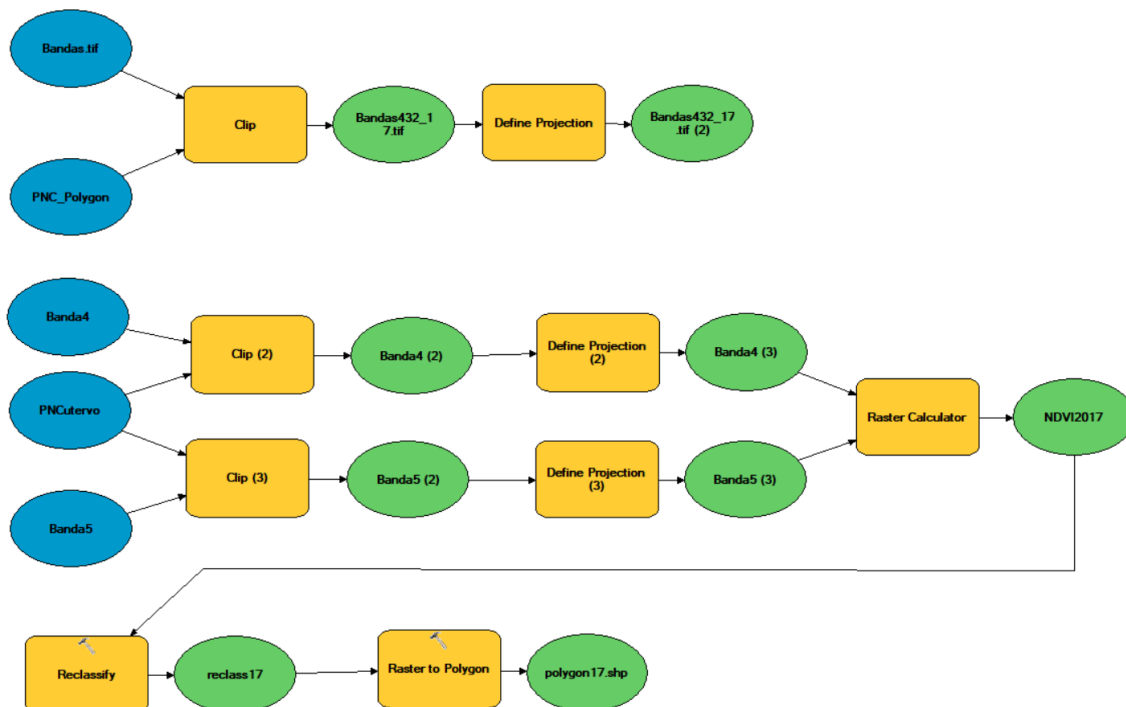 Bandas.tif
Clip
Bandas432_1
7.tif
Define Projection
Bandas432_17
.tif (2)
PNC_Polygon
Banda4
Clip (2)
Banda4 (2)
Define Projection
(2)
Banda4 (3)
PNCutervo
Raster Calculator
NDVI2017
Clip (3)
Banda5 (2)
Define Projection
(3)
Banda5 (3)
Banda5
Reclassify
reclass17
Raster to Polygon
polygon17.shp